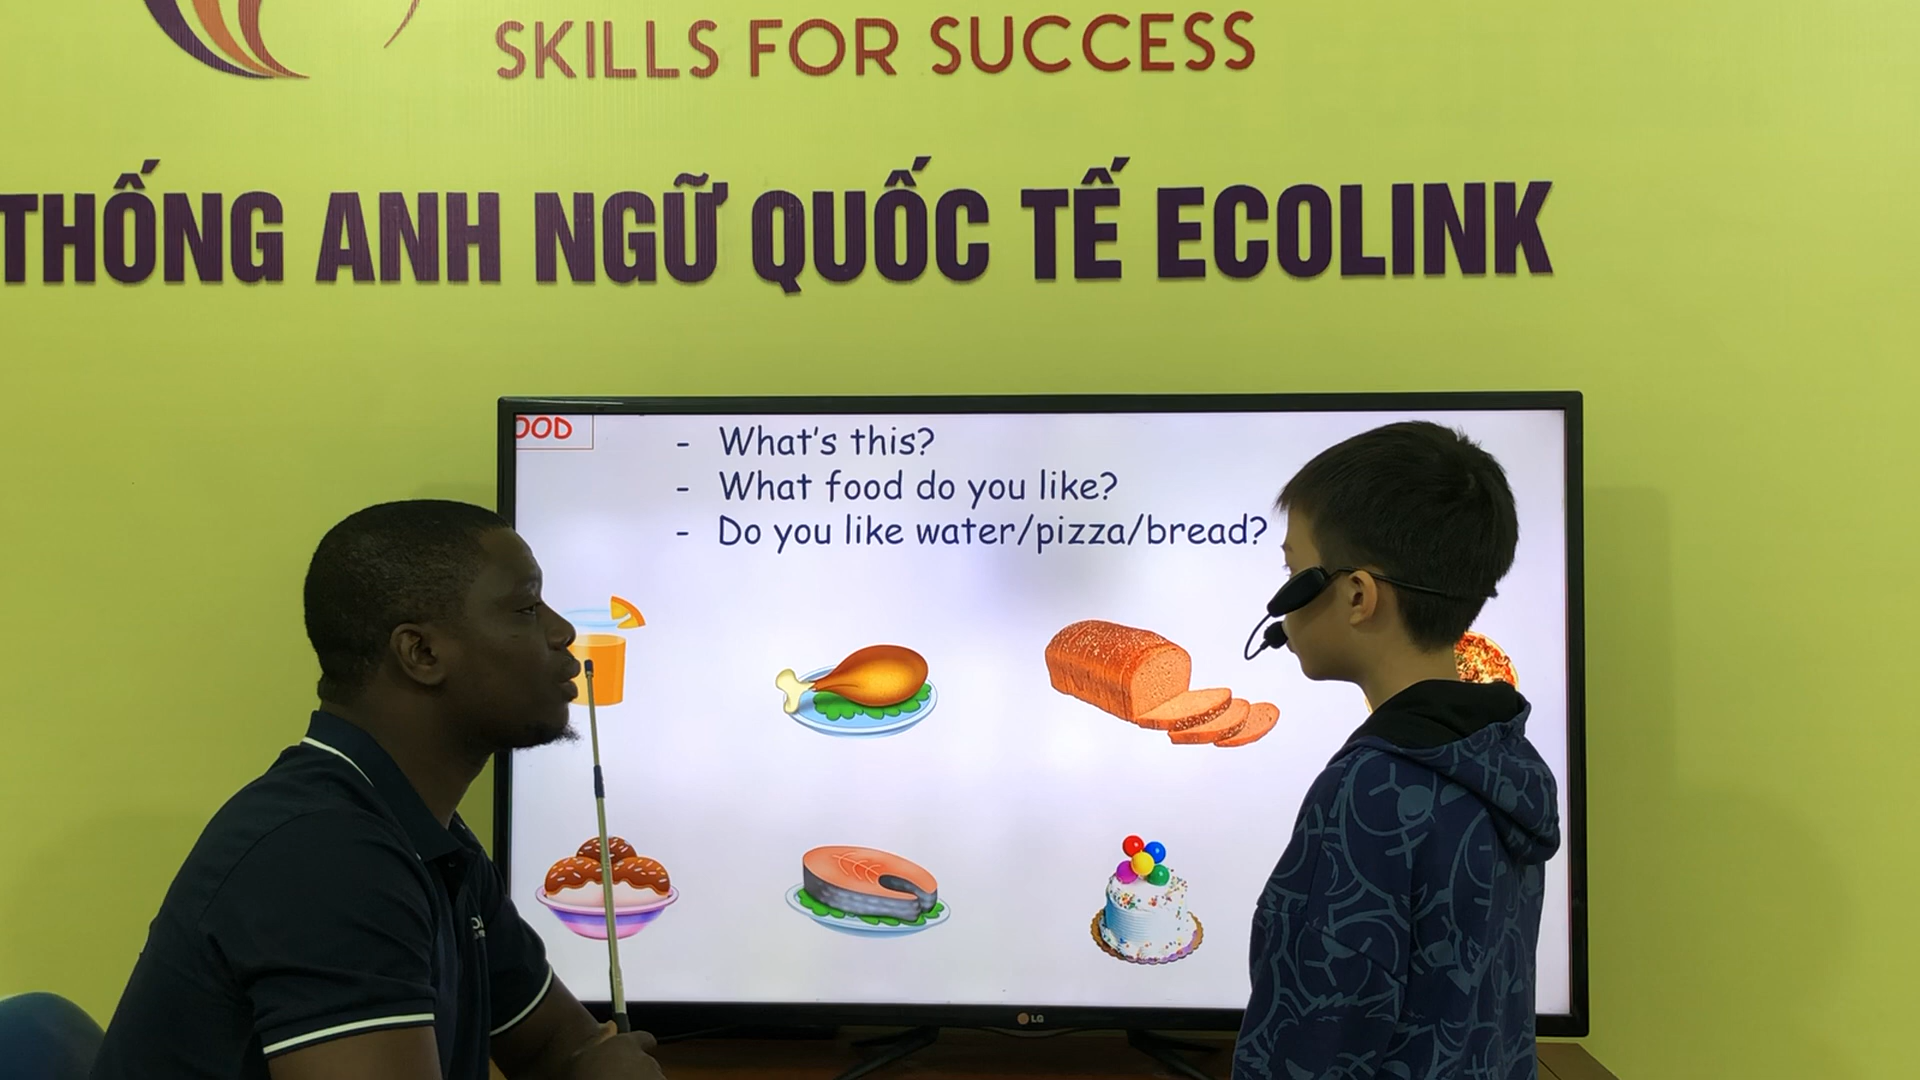 SKILLS FOR SUCCESS
THỐNG ANH NGỮ QUỐC TẾ ECOLINK
OOD
- What's this?
- What food do you like?
- Do you like water/pizza/bread?
LG